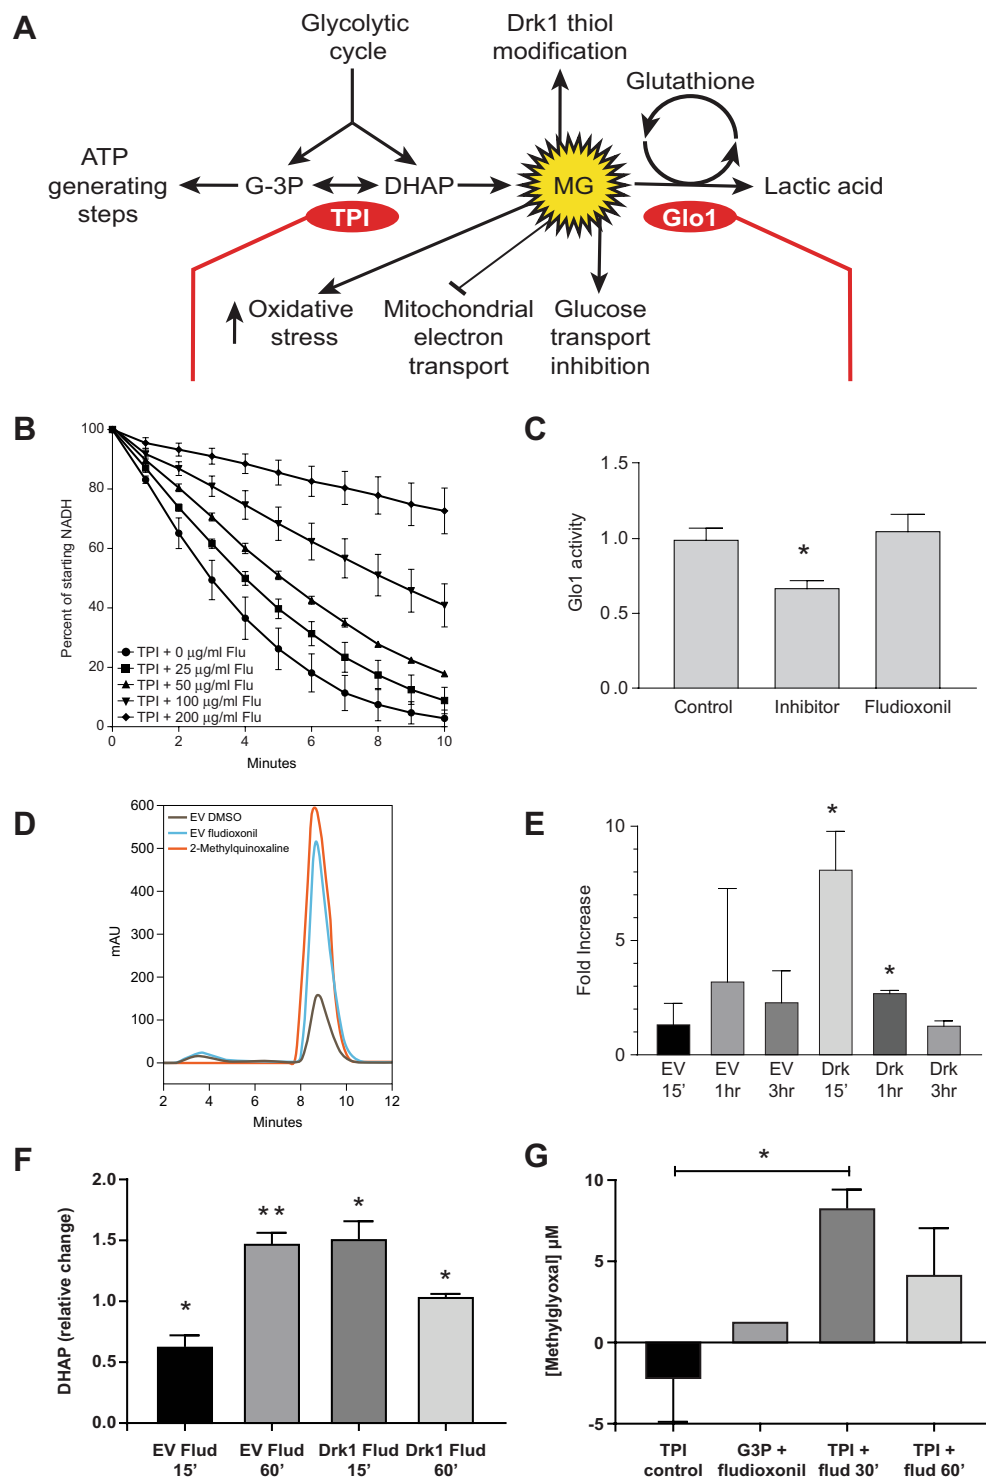 A
Glycolytic
cycle
Drk1 thiol
modification
Glutathione
ATP
generating
steps
G-3P
DHAP
MG
Lactic acid
TPI
Glo1
Oxidative
stress
Mitochondrial
electron
transport
Glucose
transport
inhibition
B
Percent of starting NADH
100
80
60
40
20
0
TPI + 0 μg/ml Flu
TPI + 25 μg/ml Flu
TPI + 50 μg/ml Flu
TPI + 100 μg/ml Flu
TPI + 200 μg/ml Flu
0 2 4 6 8 10
Minutes
C
Glo1 activity
1.5
1.0
0.5
0.0
*
Control Inhibitor Fludioxonil
D
mAU
600
500
400
300
200
100
0
EV DMSO
EV fludioxonil
2-Methylquinoxaline
2 4 6 8 10 12
Minutes
E
Fold Increase
10
5
0
*
*
EV EV EV Drk Drk Drk
15' 1hr 3hr 15' 1hr 3hr
F
DHAP (relative change)
2.0
1.5
1.0
0.5
0.0
*
**
*
*
EV Flud EV Flud Drk1 Flud Drk1 Flud
15' 60' 15' 60'
G
[Methylglyoxal] μM
10
5
0
-5
*
TPI G3P + TPI + TPI +
control fludioxonil flud 30' flud 60'